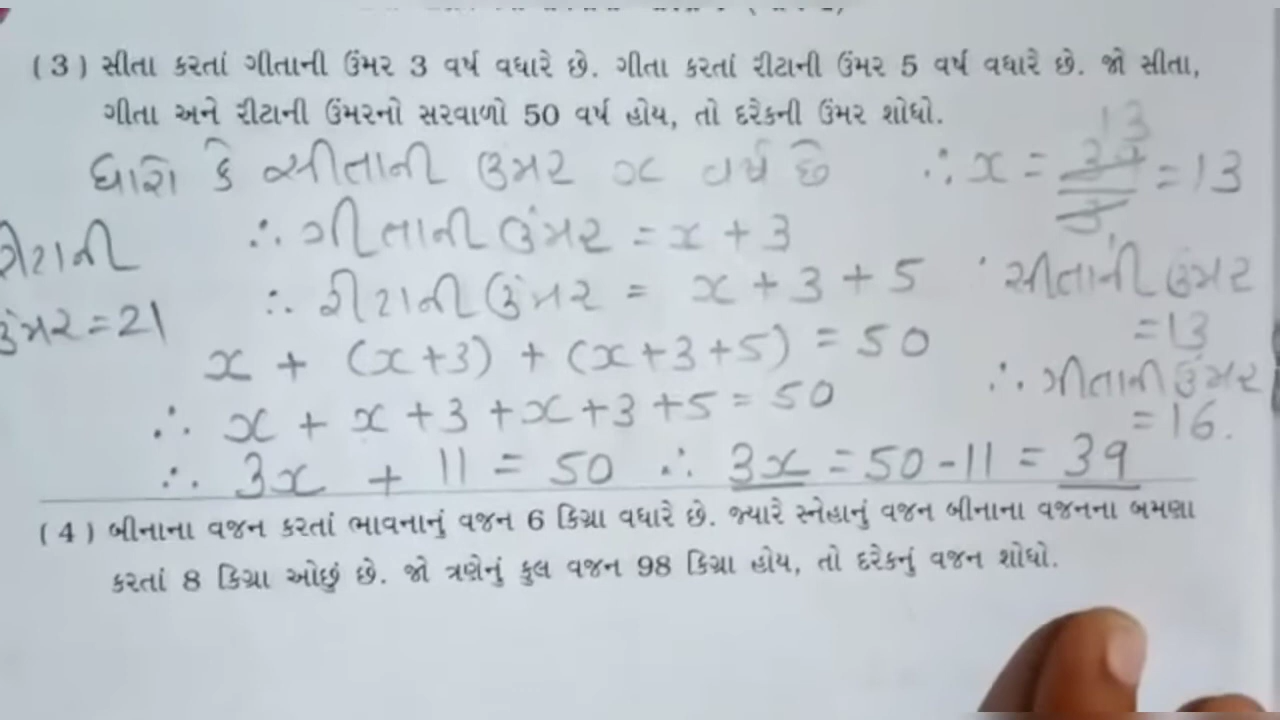 (3) સીતા કરતાં ગીતાની ઉંમર 3 વર્ષ વધારે છે. ગીતા કરતાં રીટાની ઉંમર 5 વર્ષ વધારે છે. જો સીતા,
ગીતા અને રીટાની ઉંમરનો સરવાળો 50 વર્ષ હોય, તો દરેકની ઉંમર શોધો.
ધારો કે સીતાની ઉંમર x વર્ષ છે
∴ ગીતાની ઉંમર = x + 3
∴ રીટાની ઉંમર = x + 3 + 5
x + (x+3) + (x+3+5) = 50
∴ x + x + 3 + x + 3 + 5 = 50
∴ 3x + 11 = 50 ∴ 3x = 50 - 11 = 39
13
∴ x = 39/3 = 13
1
સીતાની ઉંમર
= 13
∴ ગીતાની ઉંમર
= 16.
રીટાની
ઉંમર = 21
(4) બીનાના વજન કરતાં ભાવનાનું વજન 6 કિગ્રા વધારે છે. જ્યારે સ્નેહાનું વજન બીનાના વજનના બમણા
કરતાં 8 કિગ્રા ઓછું છે. જો ત્રણેનું કુલ વજન 98 કિગ્રા હોય, તો દરેકનું વજન શોધો.